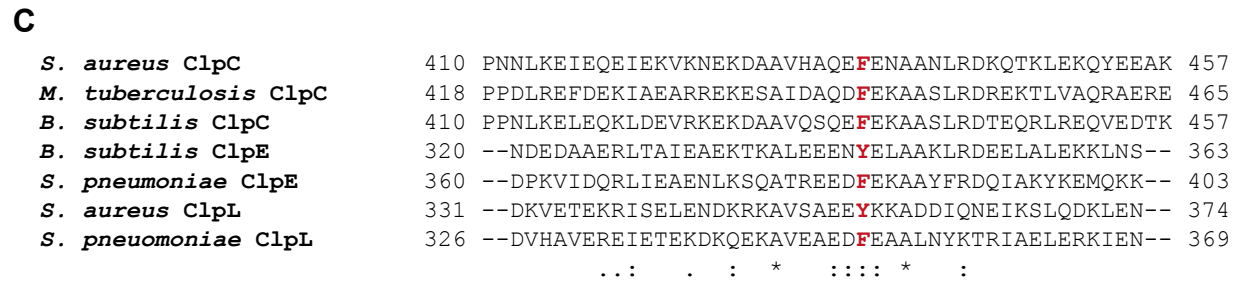 C
S. aureus ClpC 410 PNNLKEIEQEIEKVKNEKDAAVHAQEFENAANLRDKQTKLEKQYEEAK 457
M. tuberculosis ClpC 418 PPDLREFDEKIAEARREKESAIDAQDFEKAASLRDREKTLVAQRAERE 465
B. subtilis ClpC 410 PPNLKELEQKLDEVRKEKDAAVQSQEFEKAASLRDTEQRLREQVEDTK 457
B. subtilis ClpE 320 --NDEDAAERLTAIEAEKTKALEEENYELAAKLRDEELALEKKLNS-- 363
S. pneumoniae ClpE 360 --DPKVIDQRLIEAENLKSQATREEDFEKAAYFRDQIAKYKEMQKK-- 403
S. aureus ClpL 331 --DKVETEKRISELENDKRKAVSAEEYKKADDIQNEIKSLQDKLEN-- 374
S. pneuomoniae ClpL 326 --DVHAVEREIETEKDKQEKAVEAEDFEAALNYKTRIAELERKIEN-- 369
..: . : * :::: * :